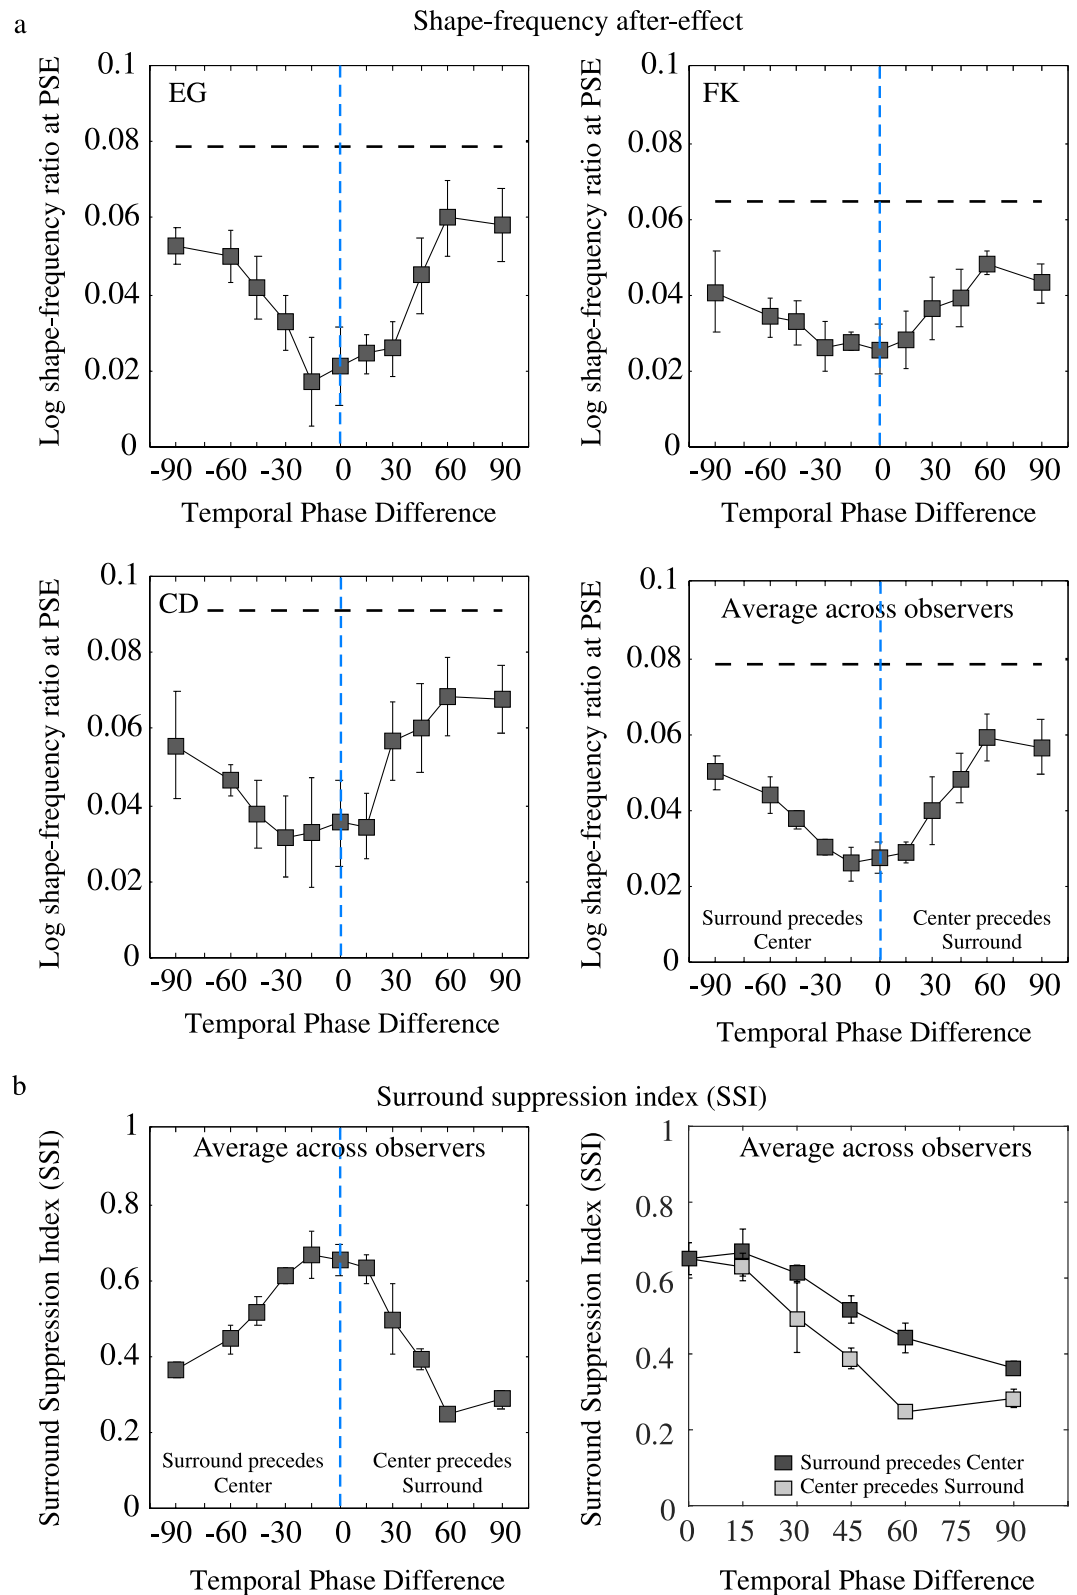 a
Shape-frequency after-effect
EG
Log shape-frequency ratio at PSE
0.1
0.08
0.06
0.04
0.02
0
-90 -60 -30 0 30 60 90
Temporal Phase Difference
FK
Log shape-frequency ratio at PSE
0.1
0.08
0.06
0.04
0.02
0
-90 -60 -30 0 30 60 90
Temporal Phase Difference
CD
Log shape-frequency ratio at PSE
0.1
0.08
0.06
0.04
0.02
0
-90 -60 -30 0 30 60 90
Temporal Phase Difference
Average across observers
Log shape-frequency ratio at PSE
0.1
0.08
0.06
0.04
0.02
0
Surround precedes
Center
Center precedes
Surround
-90 -60 -30 0 30 60 90
Temporal Phase Difference
b
Surround suppression index (SSI)
Average across observers
Surround Suppression Index (SSI)
1
0.8
0.6
0.4
0.2
0
Surround precedes
Center
Center precedes
Surround
-90 -60 -30 0 30 60 90
Temporal Phase Difference
Average across observers
Surround Suppression Index (SSI)
1
0.8
0.6
0.4
0.2
0
Surround precedes Center
Center precedes Surround
0 15 30 45 60 75 90
Temporal Phase Difference